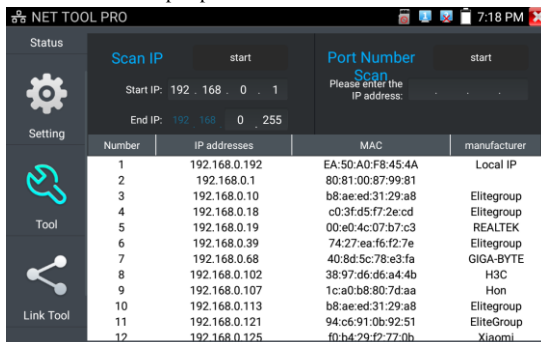 NET TOOL PRO 7:18 PM
Status
Setting
Tool
Link Tool
Scan IP start
Start IP: 192 . 168 . 0 . 1
End IP: 192 . 168 . 0 . 255
Port Number Scan start
Please enter the
IP address: . . .
Number IP addresses MAC manufacturer
1 192.168.0.192 EA:50:A0:F8:45:4A Local IP
2 192.168.0.1 80:81:00:87:99:81
3 192.168.0.10 b8:ae:ed:31:29:a8 Elitegroup
4 192.168.0.18 c0:3f:d5:f7:2e:cd Elitegroup
5 192.168.0.19 00:e0:4c:07:b7:c3 REALTEK
6 192.168.0.39 74:27:ea:f6:f2:7e Elitegroup
7 192.168.0.68 40:8d:5c:78:e3:fa GIGA-BYTE
8 192.168.0.102 38:97:d6:d6:a4:4b H3C
9 192.168.0.107 1c:a0:b8:80:7d:aa Hon
10 192.168.0.113 b8:ae:ed:31:29:a8 Elitegroup
11 192.168.0.121 94:c6:91:0b:92:51 EliteGroup
12 192.168.0.125 f0:b4:29:f2:77:0b Xiaomi